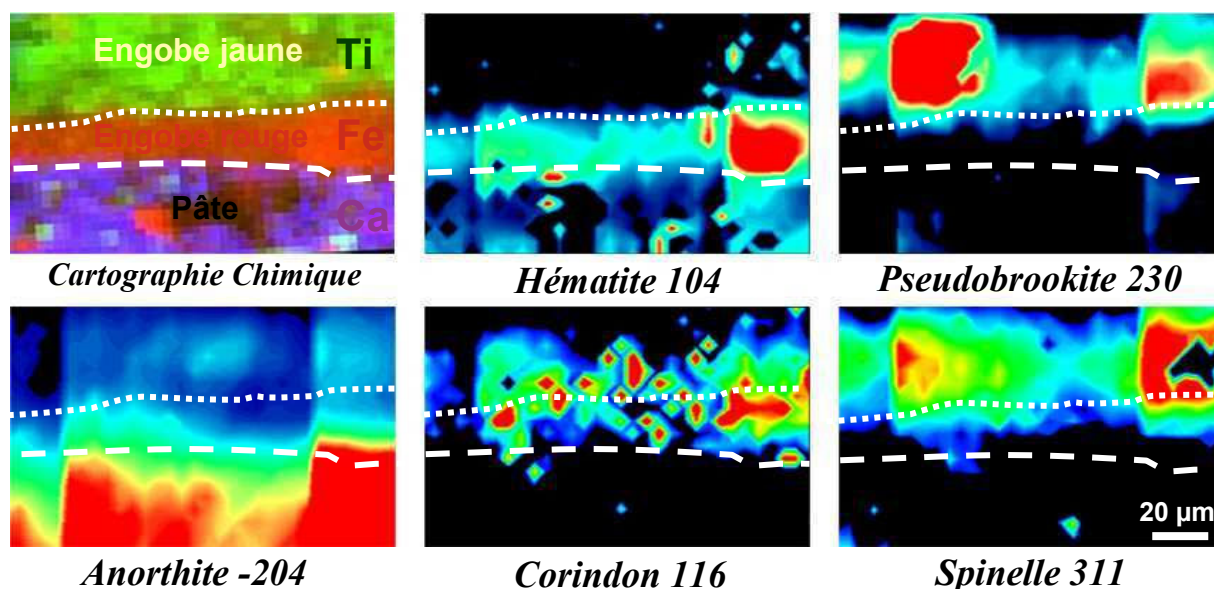 Engobe jaune Ti
Engobe rouge Fe
Pâte Ca
Cartographie Chimique
Hématite 104
Pseudobrookite 230
20 µm
Anorthite -204
Corindon 116
Spinelle 311